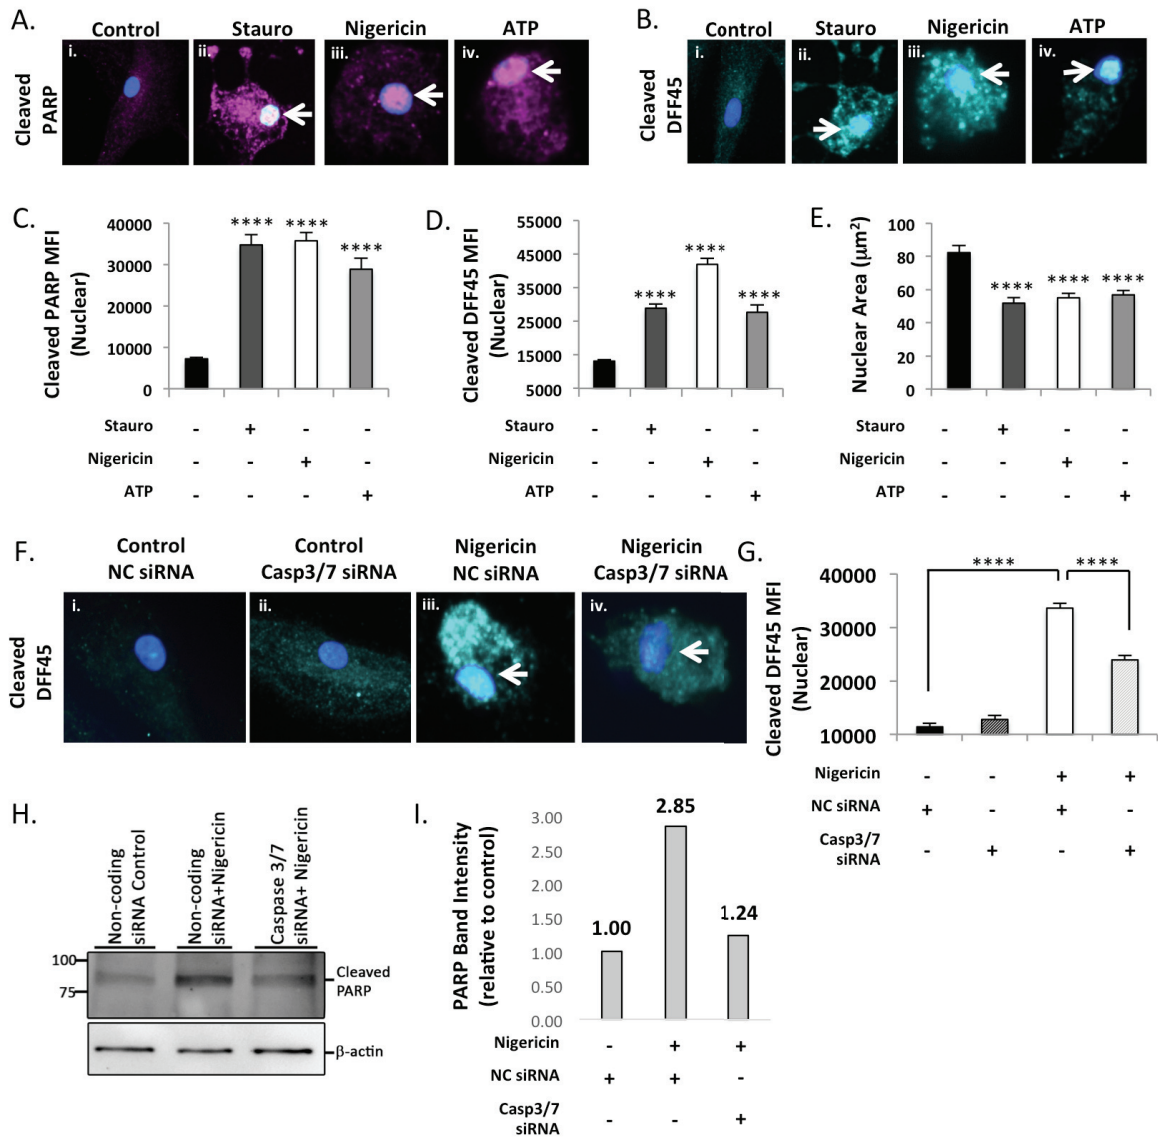 A.
Control
Stauro
Nigericin
ATP
Cleaved
PARP
i.
ii.
iii.
iv.
B.
Control
Stauro
Nigericin
ATP
Cleaved
DFF45
i.
ii.
iii.
iv.
C.
Cleaved PARP MFI
(Nuclear)
40000
30000
20000
10000
0
****
****
****
Stauro - + - -
Nigericin - - + -
ATP - - - +
D.
Cleaved DFF45 MFI
(Nuclear)
55000
45000
35000
25000
15000
5000
****
****
****
Stauro - + - -
Nigericin - - + -
ATP - - - +
E.
Nuclear Area (μm²)
100
80
60
40
20
0
****
****
****
Stauro - + - -
Nigericin - - + -
ATP - - - +
F.
Control
NC siRNA
Control
Casp3/7 siRNA
Nigericin
NC siRNA
Nigericin
Casp3/7 siRNA
Cleaved
DFF45
i.
ii.
iii.
iv.
G.
Cleaved DFF45 MFI
(Nuclear)
40000
30000
20000
10000
****
****
Nigericin - - + +
NC siRNA + - + -
Casp3/7
siRNA - + - +
H.
Non-coding
siRNA Control
Non-coding
siRNA+Nigericin
Caspase 3/7
siRNA+ Nigericin
100
75
Cleaved
PARP
β-actin
I.
PARP Band Intensity
(relative to control)
3.00
2.50
2.00
1.50
1.00
0.50
0.00
1.00
2.85
1.24
Nigericin - + +
NC siRNA + + -
Casp3/7
siRNA - - +